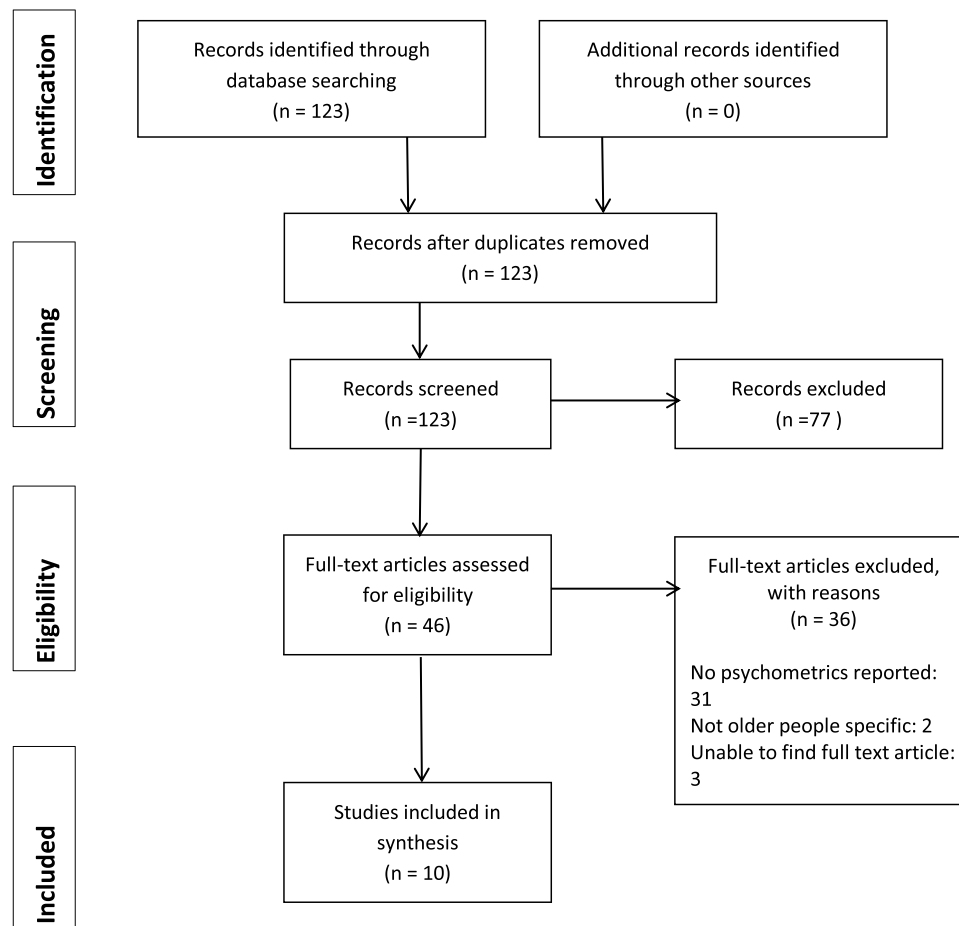 Identification
Records identified through
database searching
(n = 123)
Additional records identified
through other sources
(n = 0)
Records after duplicates removed
(n = 123)
Screening
Records screened
(n =123)
Records excluded
(n =77 )
Eligibility
Full-text articles assessed
for eligibility
(n = 46)
Full-text articles excluded,
with reasons
(n = 36)
No psychometrics reported:
31
Not older people specific: 2
Unable to find full text article:
3
Included
Studies included in
synthesis
(n = 10)